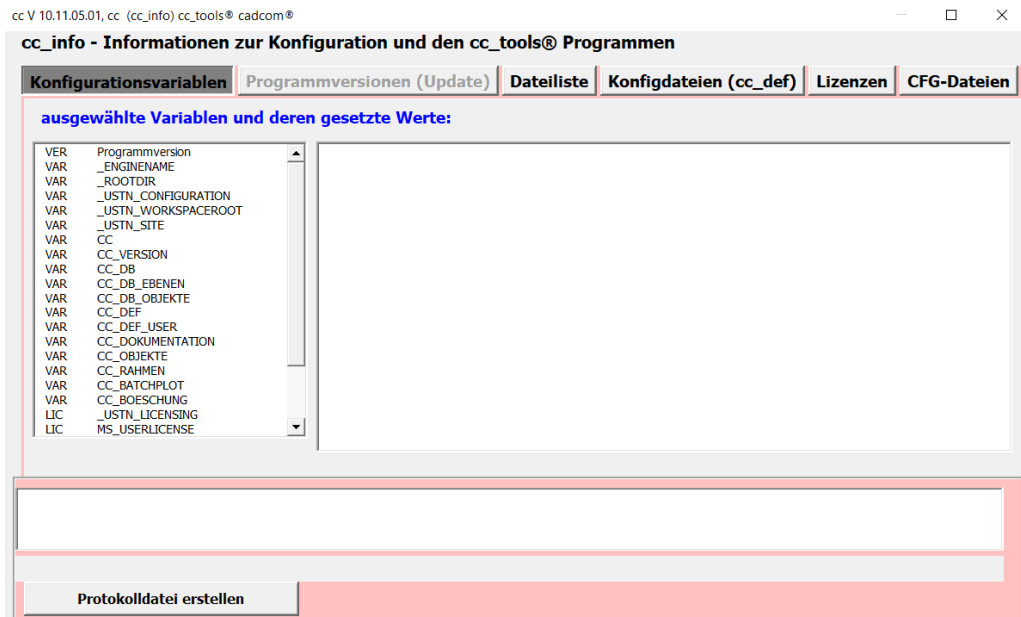 cc V 10.11.05.01, cc (cc_info) cc_tools® cadcom®
cc_info - Informationen zur Konfiguration und den cc_tools® Programmen
Konfigurationsvariablen Programmversionen (Update) Dateiliste Konfigdateien (cc_def) Lizenzen CFG-Dateien
ausgewählte Variablen und deren gesetzte Werte:
VER Programmversion
VAR _ENGINENAME
VAR _ROOTDIR
VAR _USTN_CONFIGURATION
VAR _USTN_WORKSPACEROOT
VAR _USTN_SITE
VAR CC
VAR CC_VERSION
VAR CC_DB
VAR CC_DB_EBENEN
VAR CC_DB_OBJEKTE
VAR CC_DEF
VAR CC_DEF_USER
VAR CC_DOKUMENTATION
VAR CC_OBJEKTE
VAR CC_RAHMEN
VAR CC_BATCHPLOT
VAR CC_BOESCHUNG
LIC _USTN_LICENSING
LIC MS_USERLICENSE
Protokolldatei erstellen